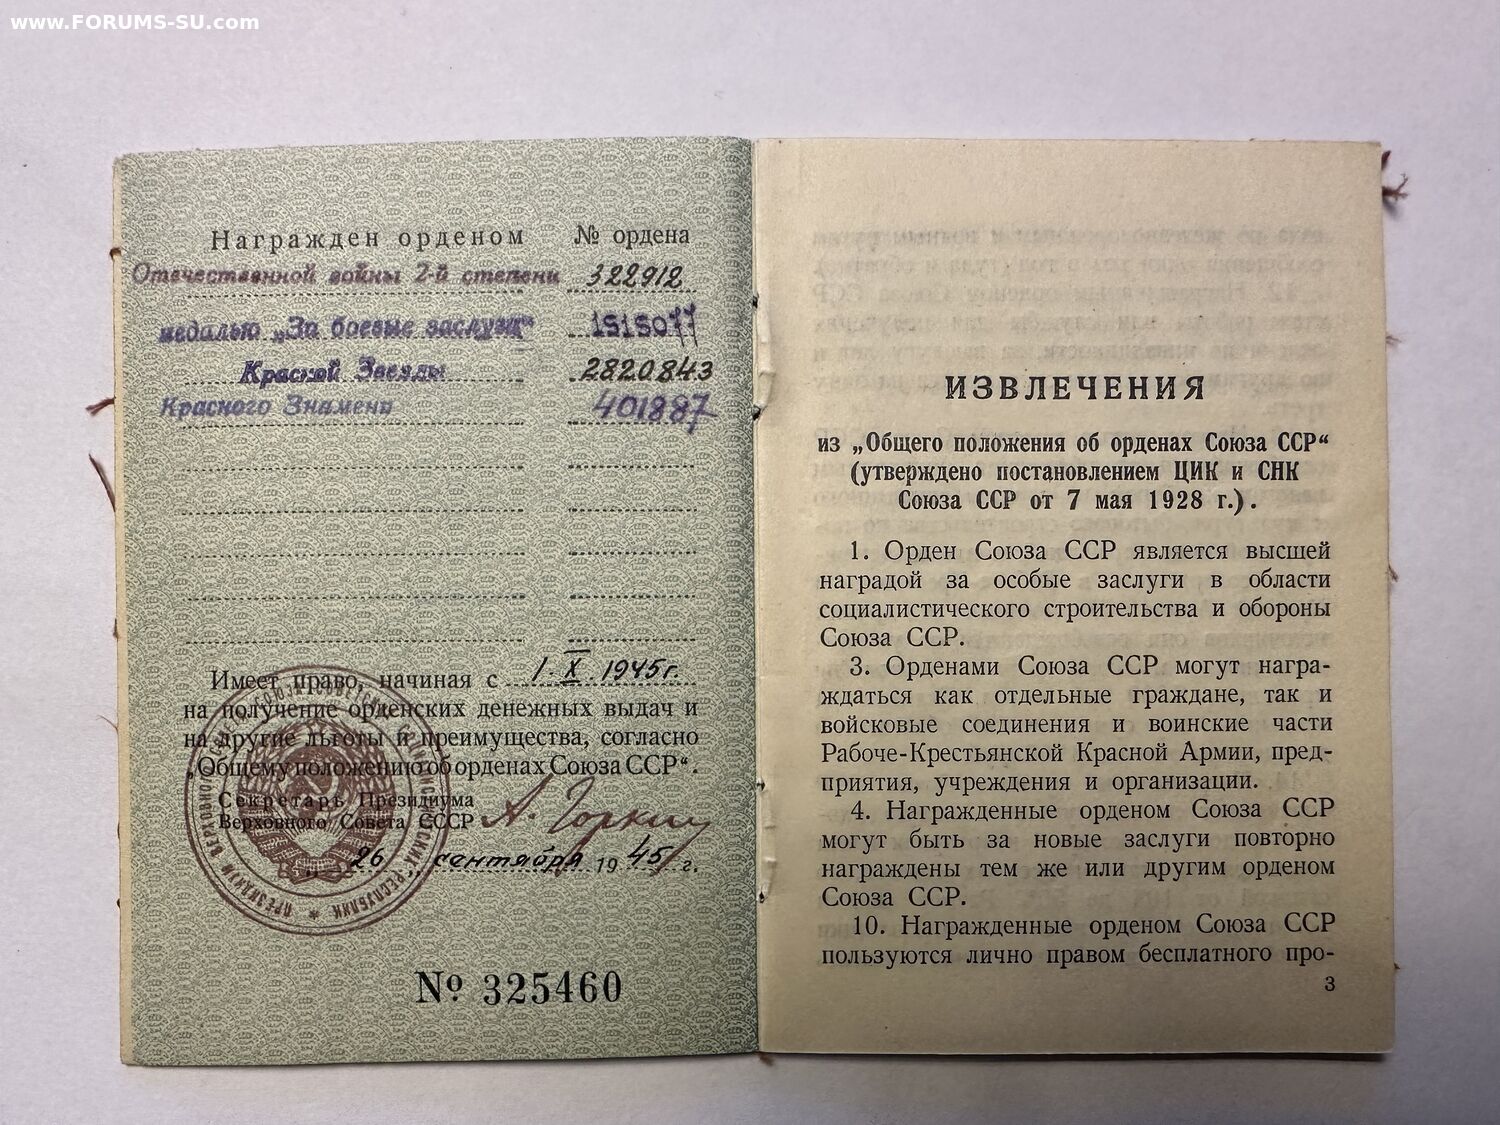 www.FORUMS-SU.com
Награжден орденом № ордена
Отечественной войны 2-й степени 322912
медалью „За боевые заслуги“ 1515077
Красной Звезды 2820843
Красного Знамени 401887
Имеет право, начиная с 1. X. 1945 г.
на получение орденских денежных выдач и
на другие льготы и преимущества, согласно
„Общему положению об орденах Союза ССР“.
Секретарь Президиума
Верховного Совета СССР А. Горкин
„26„ сентября 1945 г.
№ 325460
ИЗВЛЕЧЕНИЯ
из „Общего положения об орденах Союза ССР“
(утверждено постановлением ЦИК и СНК
Союза ССР от 7 мая 1928 г.).
1. Орден Союза ССР является высшей
наградой за особые заслуги в области
социалистического строительства и обороны
Союза ССР.
3. Орденами Союза ССР могут награ-
ждаться как отдельные граждане, так и
войсковые соединения и воинские части
Рабоче-Крестьянской Красной Армии, пред-
приятия, учреждения и организации.
4. Награжденные орденом Союза ССР
могут быть за новые заслуги повторно
награждены тем же или другим орденом
Союза ССР.
10. Награжденные орденом Союза ССР
пользуются лично правом бесплатного про-
3